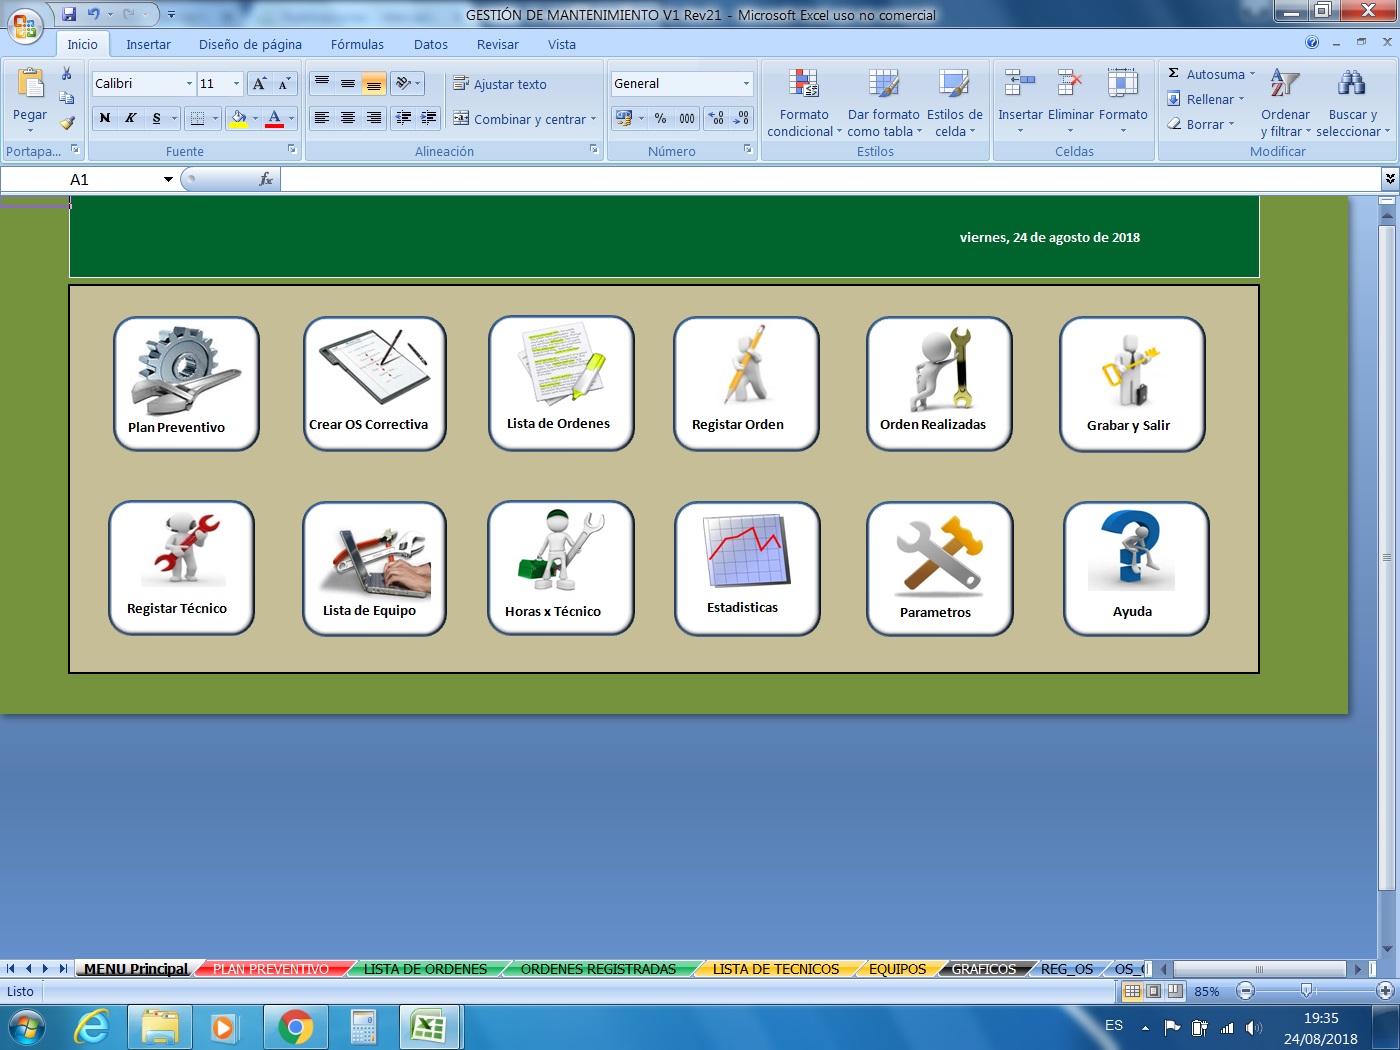 GESTIÓN DE MANTENIMIENTO V1 Rev21 - Microsoft Excel uso no comercial
Inicio Insertar Diseño de página Fórmulas Datos Revisar Vista
Pegar
Portapa...
Calibri 11
N K S
Fuente
Ajustar texto
Combinar y centrar
Alineación
General
% 000
Número
Formato condicional
Dar formato como tabla
Estilos de celda
Estilos
Insertar Eliminar Formato
Celdas
Σ Autosuma
Rellenar
Borrar
Ordenar y filtrar
Buscar y seleccionar
Modificar
A1 fx
viernes, 24 de agosto de 2018
Plan Preventivo Crear OS Correctiva Lista de Ordenes Registar Orden Orden Realizadas Grabar y Salir
Registar Técnico Lista de Equipo Horas x Técnico Estadisticas Parametros Ayuda
MENU Principal PLAN PREVENTIVO LISTA DE ORDENES ORDENES REGISTRADAS LISTA DE TECNICOS EQUIPOS GRAFICOS REG_OS OS_
Listo 85%
ES 19:35
24/08/2018